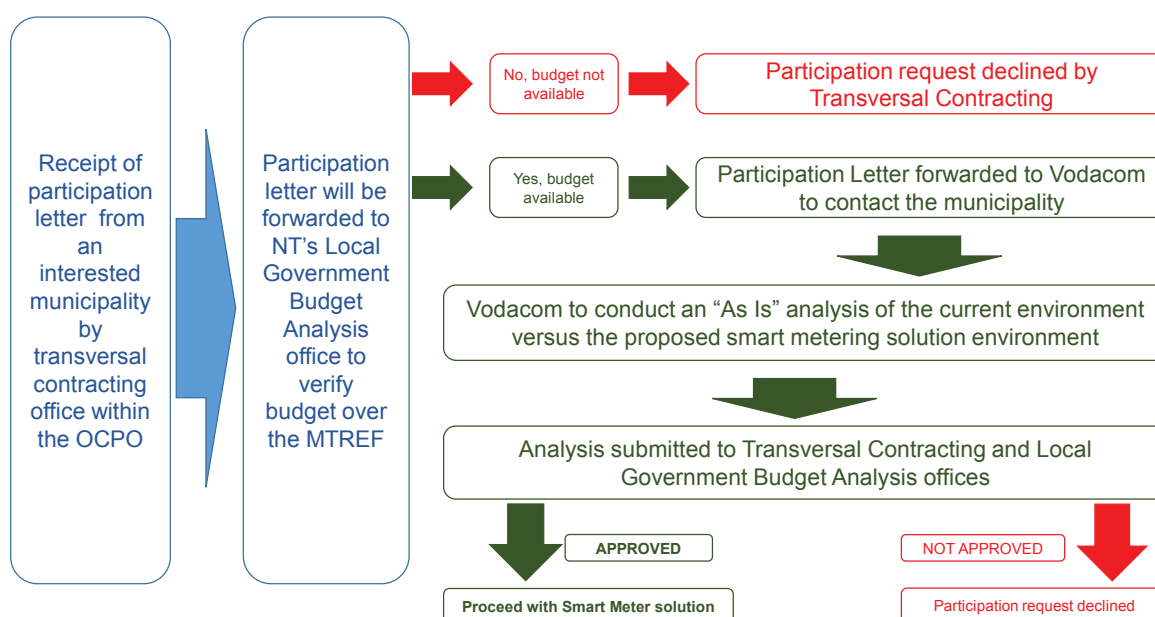 Receipt of
participation
letter from
an
interested
municipality
by
transversal
contracting
office within
the OCPO
Participation
letter will be
forwarded to
NT's Local
Government
Budget
Analysis
office to
verify
budget over
the MTREF
No, budget not
available
Participation request declined by
Transversal Contracting
Yes, budget
available
Participation Letter forwarded to Vodacom
to contact the municipality
Vodacom to conduct an “As Is” analysis of the current environment
versus the proposed smart metering solution environment
Analysis submitted to Transversal Contracting and Local
Government Budget Analysis offices
APPROVED
NOT APPROVED
Proceed with Smart Meter solution
Participation request declined